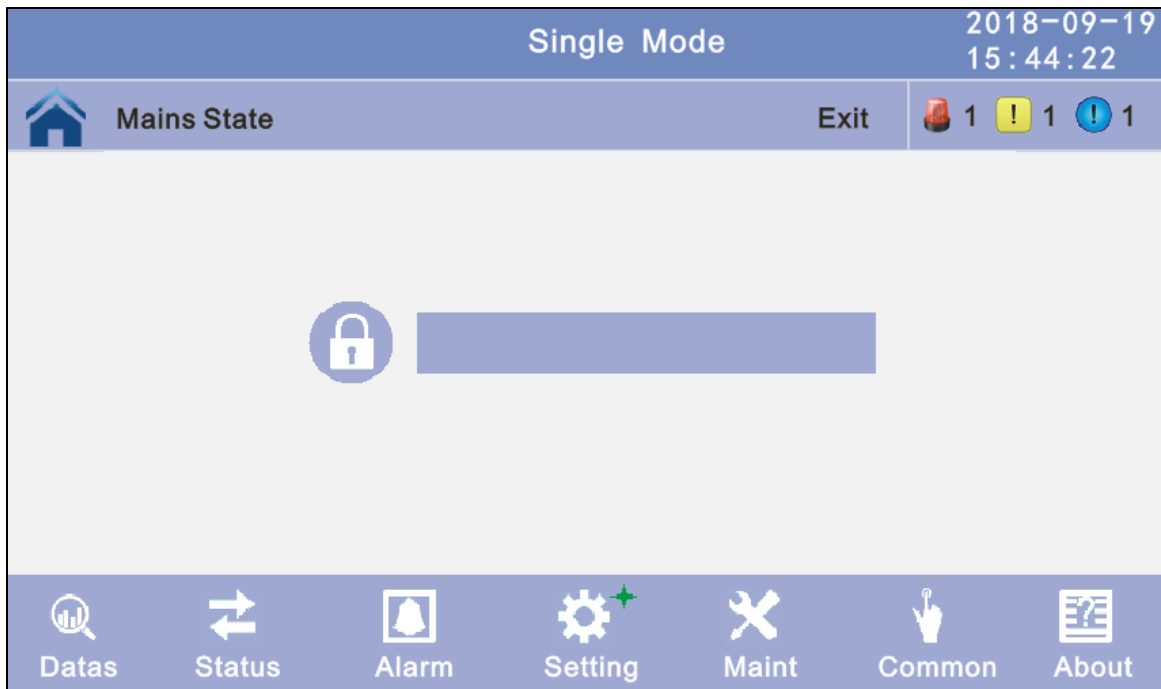 Single Mode
2018-09-19
15:44:22
Mains State
Exit
1
! 1
! 1
Datas
Status
Alarm
Setting
Maint
Common
? About